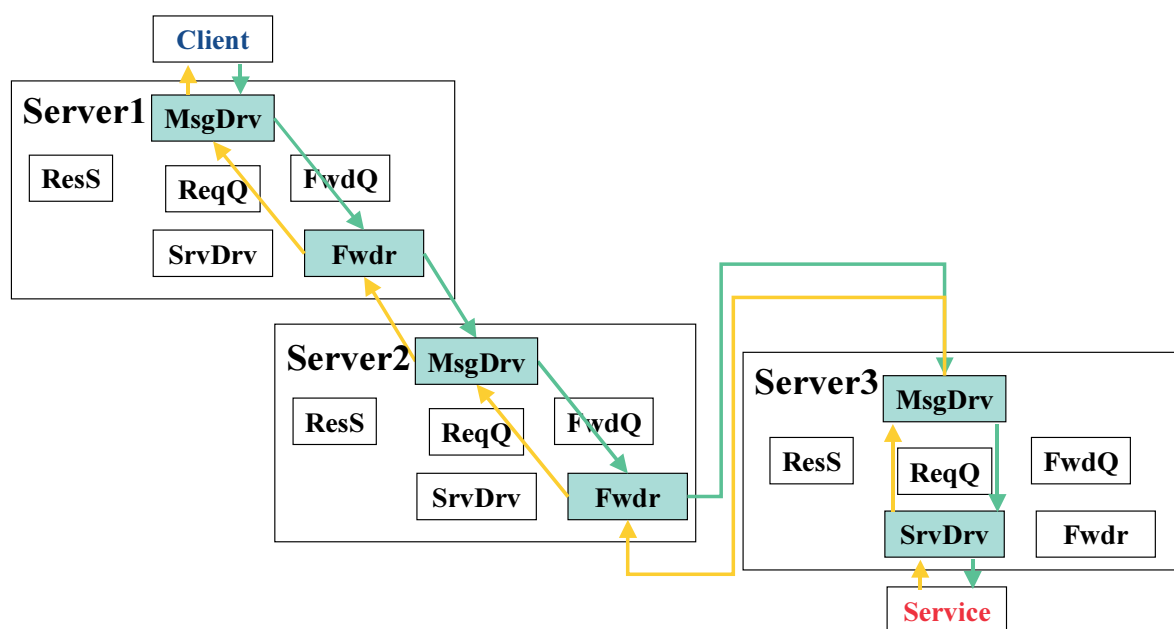 Client
Server1
MsgDrv
ResS
ReqQ
FwdQ
SrvDrv
Fwdr
Server2
MsgDrv
ResS
ReqQ
FwdQ
SrvDrv
Fwdr
Server3
MsgDrv
ResS
ReqQ
FwdQ
SrvDrv
Fwdr
Service